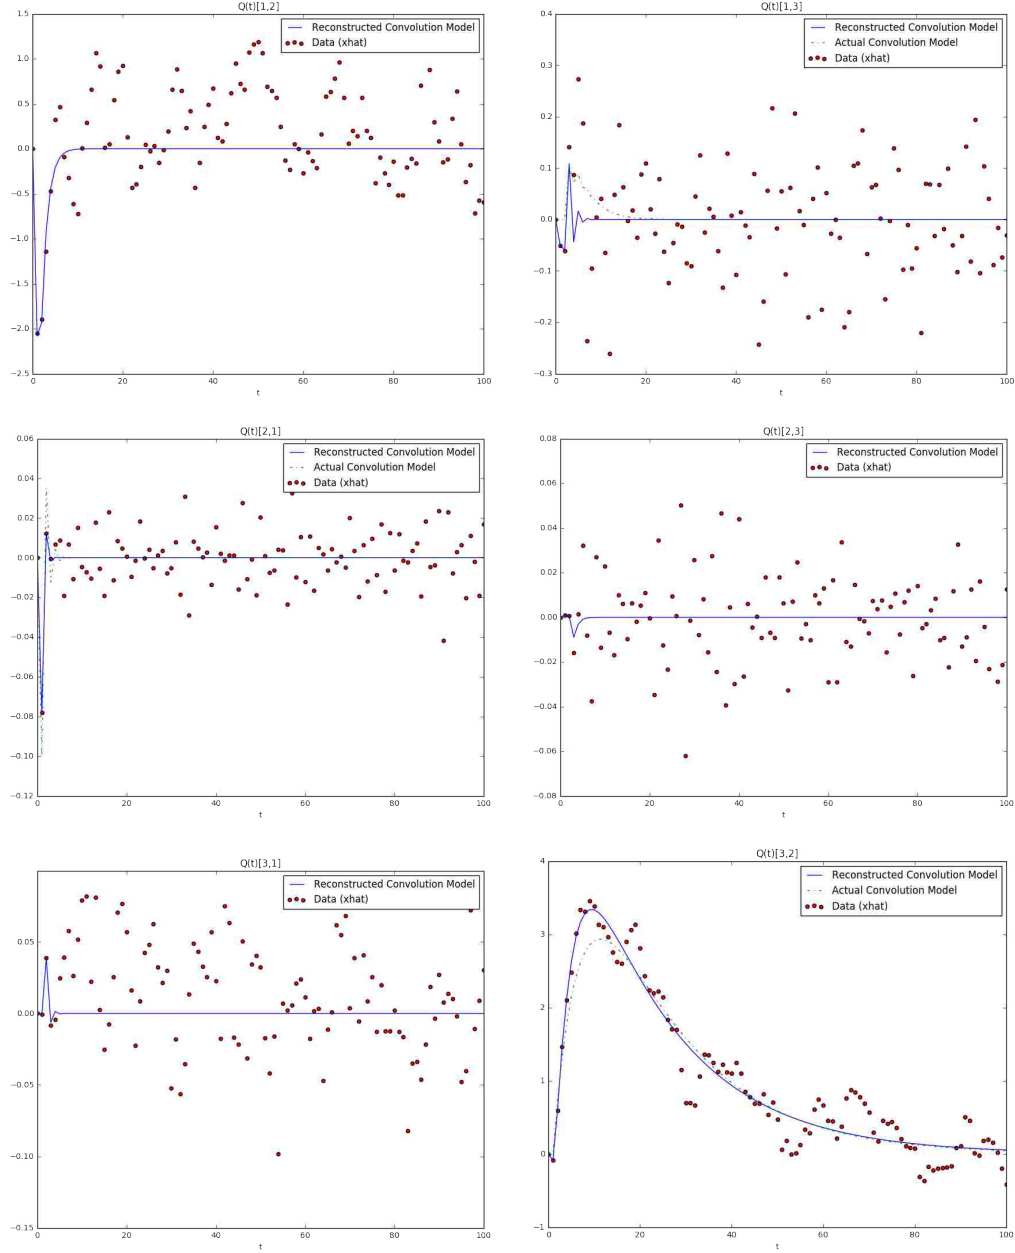 Q(t)[1,2]
Reconstructed Convolution Model
Data (xhat)
1.5
1.0
0.5
0.0
−0.5
−1.0
−1.5
−2.0
−2.5
0 20 40 60 80 100
t
Q(t)[1,3]
Reconstructed Convolution Model
Actual Convolution Model
Data (xhat)
0.4
0.3
0.2
0.1
0.0
−0.1
−0.2
−0.3
0 20 40 60 80 100
t
Q(t)[2,1]
Reconstructed Convolution Model
Actual Convolution Model
Data (xhat)
0.06
0.04
0.02
0.00
−0.02
−0.04
−0.06
−0.08
−0.10
−0.12
0 20 40 60 80 100
t
Q(t)[2,3]
Reconstructed Convolution Model
Data (xhat)
0.08
0.06
0.04
0.02
0.00
−0.02
−0.04
−0.06
−0.08
0 20 40 60 80 100
t
Q(t)[3,1]
Reconstructed Convolution Model
Data (xhat)
0.05
0.00
−0.05
−0.10
−0.15
0 20 40 60 80 100
t
Q(t)[3,2]
Reconstructed Convolution Model
Actual Convolution Model
Data (xhat)
4
3
2
1
0
−1
0 20 40 60 80 100
t